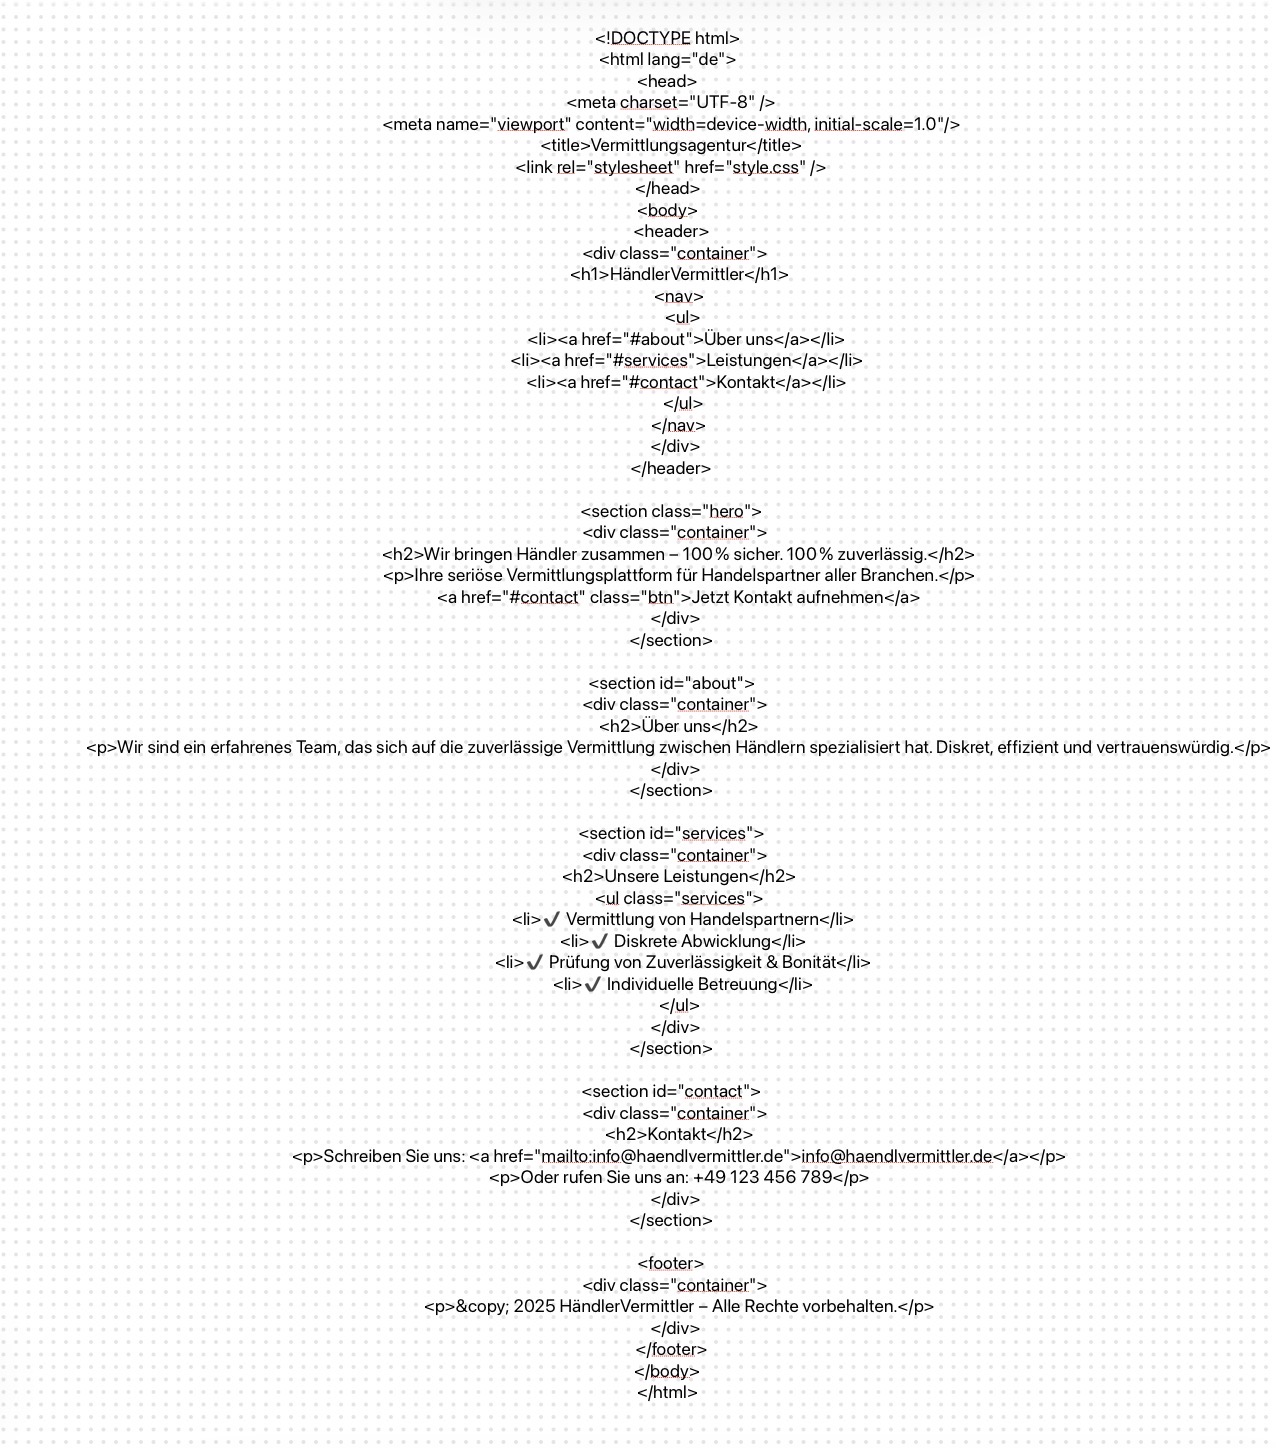 <!DOCTYPE html>
<html lang="de">
<head>
<meta charset="UTF-8" />
<meta name="viewport" content="width=device-width, initial-scale=1.0"/>
<title>Vermittlungsagentur</title>
<link rel="stylesheet" href="style.css" />
</head>
<body>
<header>
<div class="container">
<h1>HändlerVermittler</h1>
<nav>
<ul>
<li><a href="#about">Über uns</a></li>
<li><a href="#services">Leistungen</a></li>
<li><a href="#contact">Kontakt</a></li>
</ul>
</nav>
</div>
</header>

<section class="hero">
<div class="container">
<h2>Wir bringen Händler zusammen – 100 % sicher. 100 % zuverlässig.</h2>
<p>Ihre seriöse Vermittlungsplattform für Handelspartner aller Branchen.</p>
<a href="#contact" class="btn">Jetzt Kontakt aufnehmen</a>
</div>
</section>

<section id="about">
<div class="container">
<h2>Über uns</h2>
<p>Wir sind ein erfahrenes Team, das sich auf die zuverlässige Vermittlung zwischen Händlern spezialisiert hat. Diskret, effizient und vertrauenswürdig.</p>
</div>
</section>

<section id="services">
<div class="container">
<h2>Unsere Leistungen</h2>
<ul class="services">
<li>✔️ Vermittlung von Handelspartnern</li>
<li>✔️ Diskrete Abwicklung</li>
<li>✔️ Prüfung von Zuverlässigkeit & Bonität</li>
<li>✔️ Individuelle Betreuung</li>
</ul>
</div>
</section>

<section id="contact">
<div class="container">
<h2>Kontakt</h2>
<p>Schreiben Sie uns: <a href="mailto:info@haendlvermittler.de">info@haendlvermittler.de</a></p>
<p>Oder rufen Sie uns an: +49 123 456 789</p>
</div>
</section>

<footer>
<div class="container">
<p>&copy; 2025 HändlerVermittler – Alle Rechte vorbehalten.</p>
</div>
</footer>
</body>
</html>